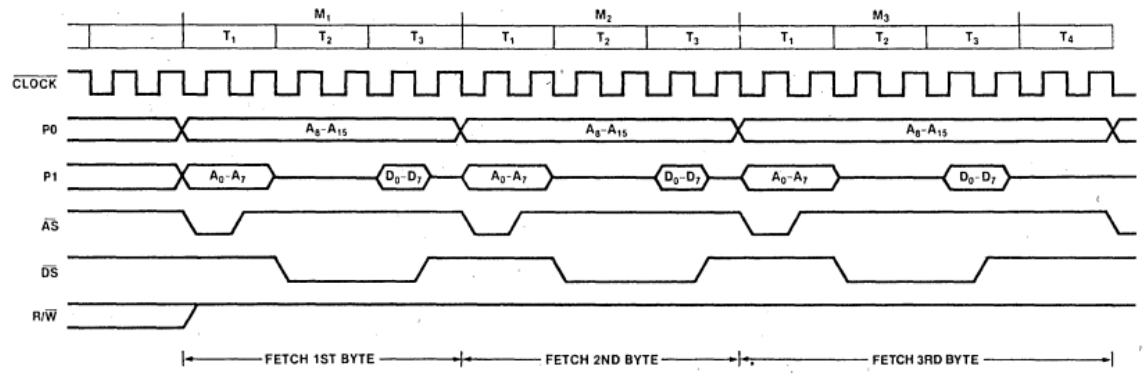 M₁ M₂ M₃
T₁ T₂ T₃ T₁ T₂ T₃ T₁ T₂ T₃ T₄
CLOCK
P0 A₈-A₁₅ A₈-A₁₅ A₈-A₁₅
P1 A₀-A₇ D₀-D₇ A₀-A₇ D₀-D₇ A₀-A₇ D₀-D₇
AS
DS
R/W
FETCH 1ST BYTE FETCH 2ND BYTE FETCH 3RD BYTE